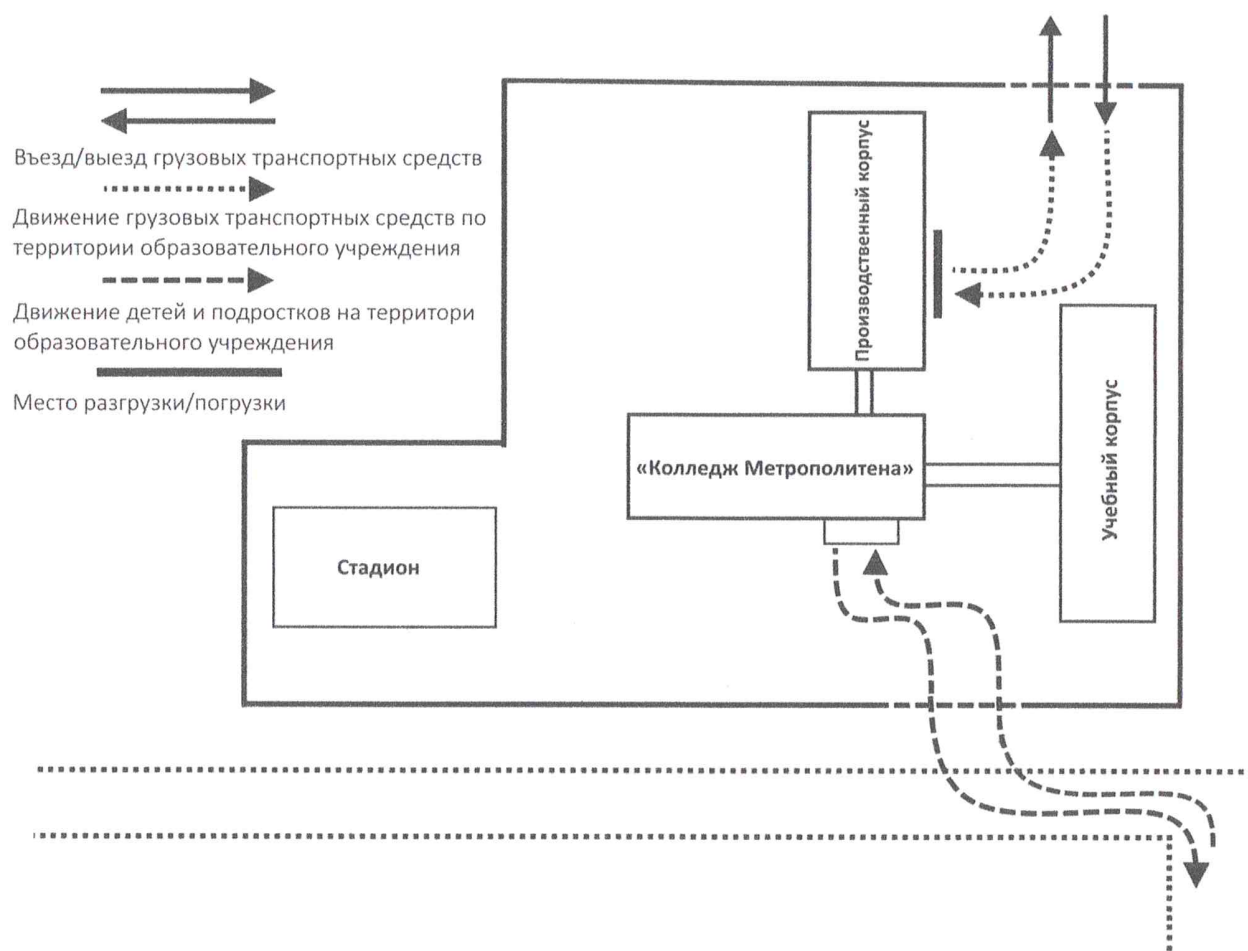 Въезд/выезд грузовых транспортных средств
Движение грузовых транспортных средств по
территории образовательного учреждения
Движение детей и подростков на территори
образовательного учреждения
Место разгрузки/погрузки
Производственный корпус
«Колледж Метрополитена»
Учебный корпус
Стадион